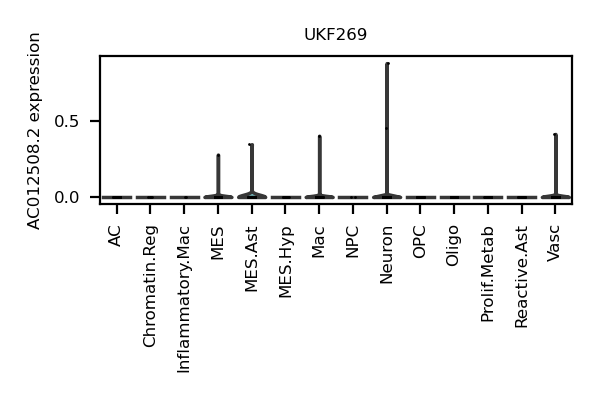 UKF269
AC012508.2 expression
0.5
0.0
AC
Chromatin.Reg
Inflammatory.Mac
MES
MES.Ast
MES.Hyp
Mac
NPC
Neuron
OPC
Oligo
Prolif.Metab
Reactive.Ast
Vasc